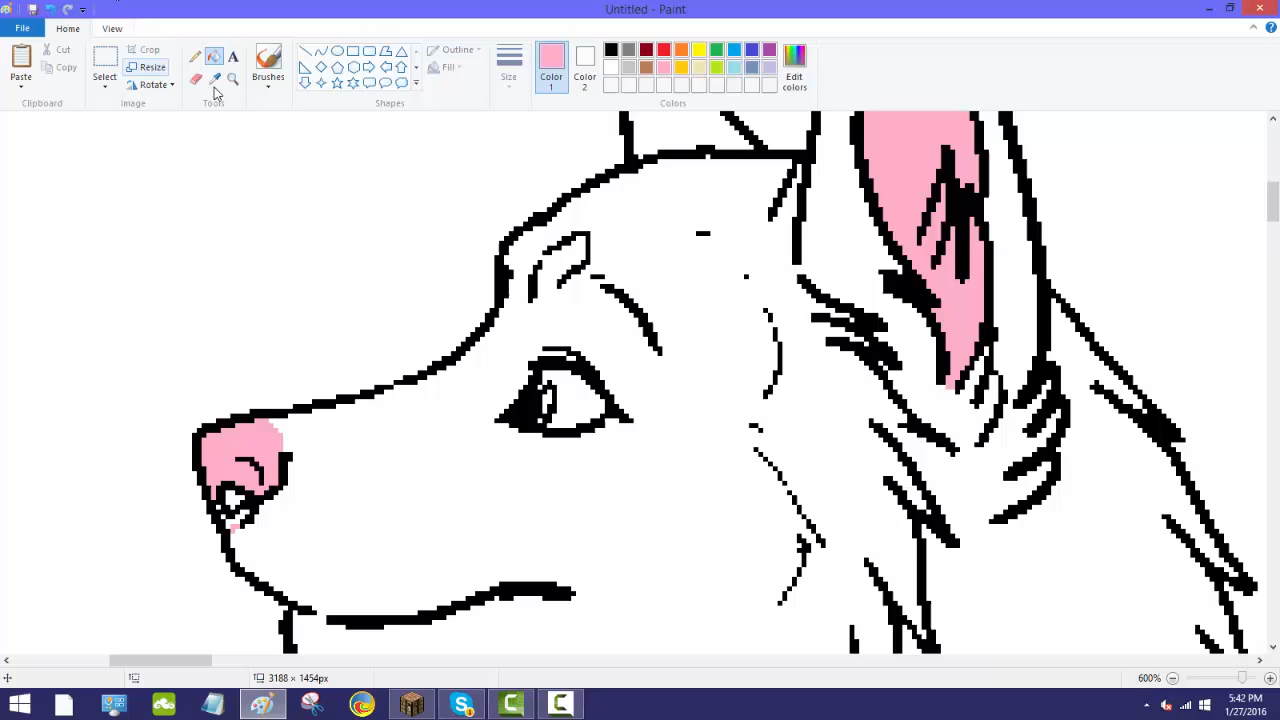 Untitled - Paint
File
Home
View
Paste
Cut
Copy
Clipboard
Select
Crop
Resize
Rotate
Image
A
Tools
Brushes
Outline
Fill
Shapes
Size
Color
1
Color
2
Edit
colors
Colors
3188 × 1454px
600%
5:42 PM
1/27/2016